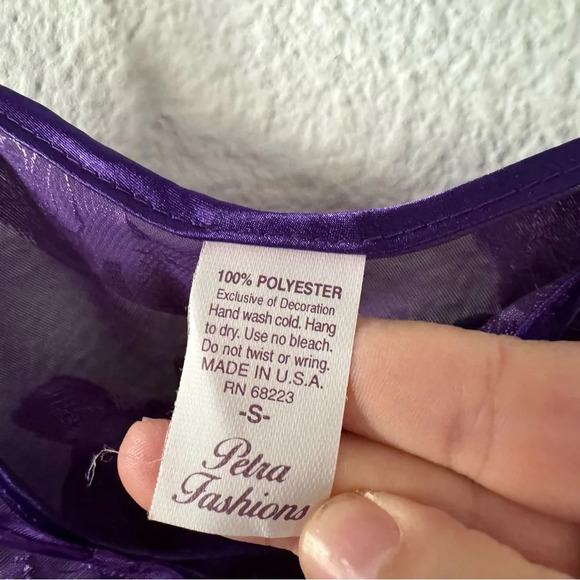 100% POLYESTER
Exclusive of Decoration
Hand wash cold. Hang
to dry. Use no bleach.
Do not twist or wring.
MADE IN U.S.A.
RN 68223
-S-
Petra
Fashions